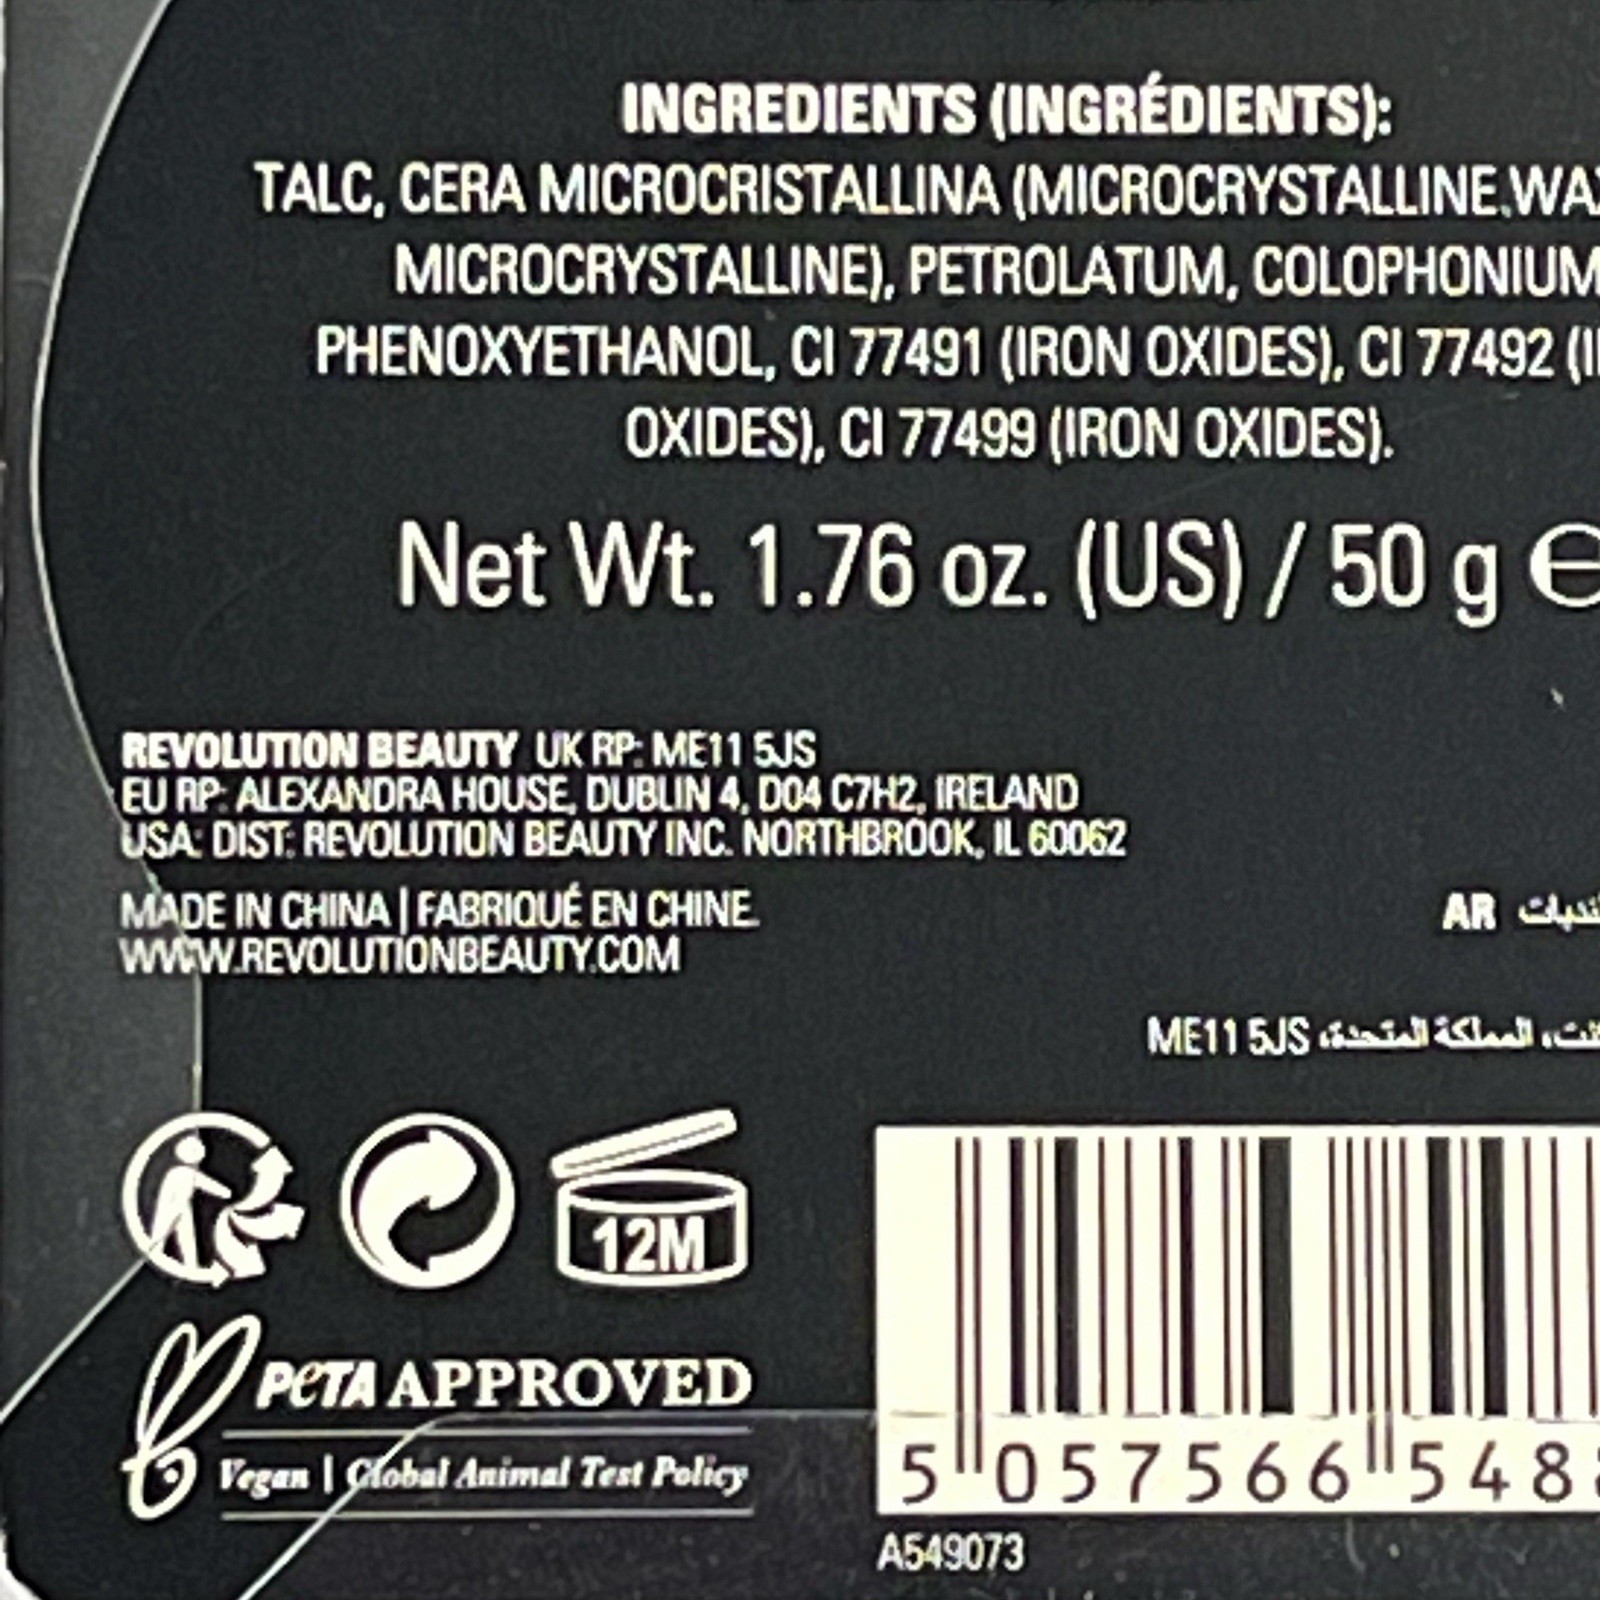 INGREDIENTS (INGRÉDIENTS):
TALC, CERA MICROCRISTALLINA (MICROCRYSTALLINE.WAX
MICROCRYSTALLINE), PETROLATUM, COLOPHONIUM
PHENOXYETHANOL, CI 77491 (IRON OXIDES), CI 77492 (I
OXIDES), CI 77499 (IRON OXIDES).
Net Wt. 1.76 oz. (US) / 50 g ℮
REVOLUTION BEAUTY UK RP: ME11 5JS
EU RP: ALEXANDRA HOUSE, DUBLIN 4, D04 C7H2, IRELAND
USA: DIST: REVOLUTION BEAUTY INC. NORTHBROOK, IL 60062
MADE IN CHINA | FABRIQUÉ EN CHINE.
WWW.REVOLUTIONBEAUTY.COM
AR
ME11 5JS المملكة المتحدة،
12M
PETA APPROVED
Vegan | Global Animal Test Policy
5 057566 548
A549073